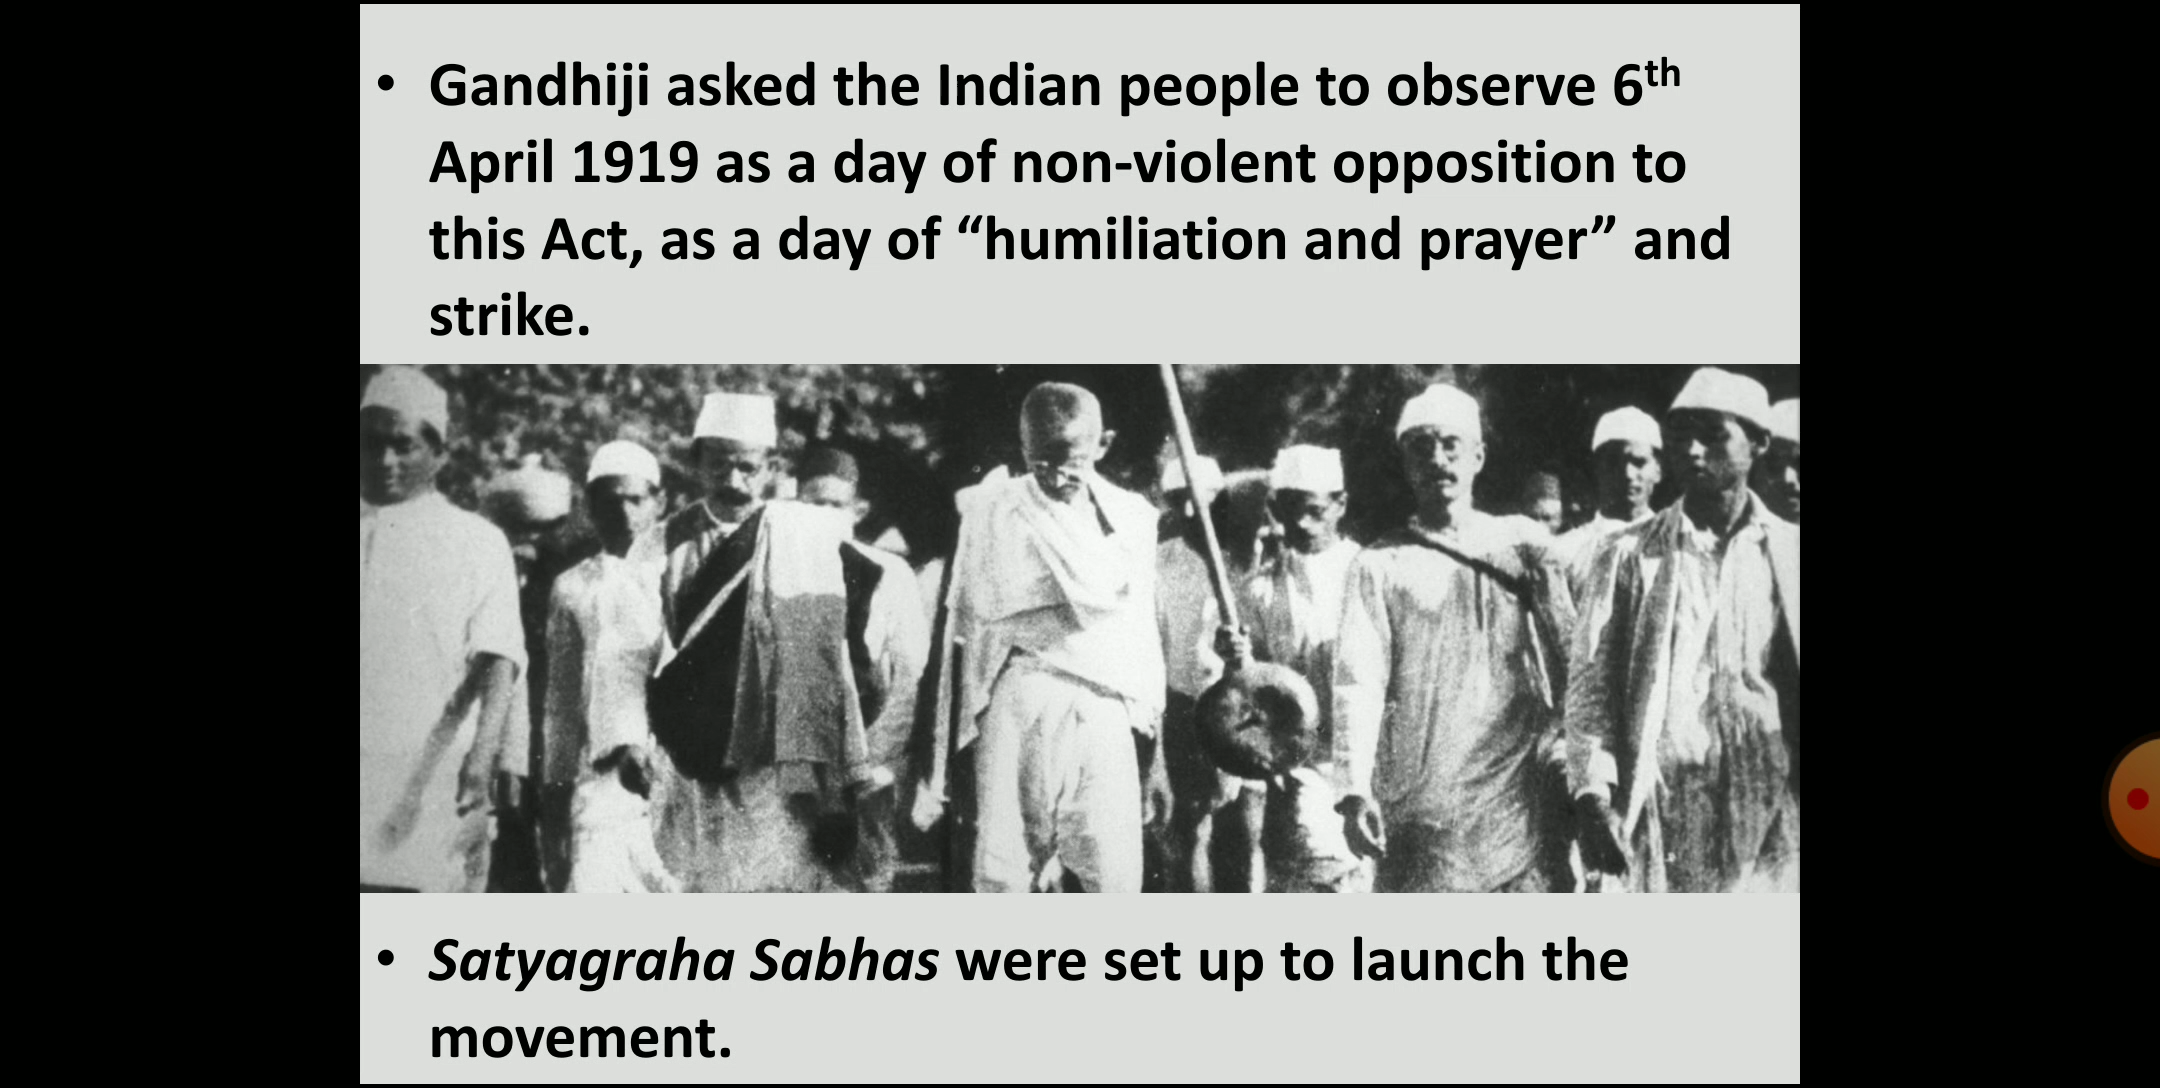 • Gandhiji asked the Indian people to observe 6th
April 1919 as a day of non-violent opposition to
this Act, as a day of “humiliation and prayer” and
strike.
• Satyagraha Sabhas were set up to launch the
movement.